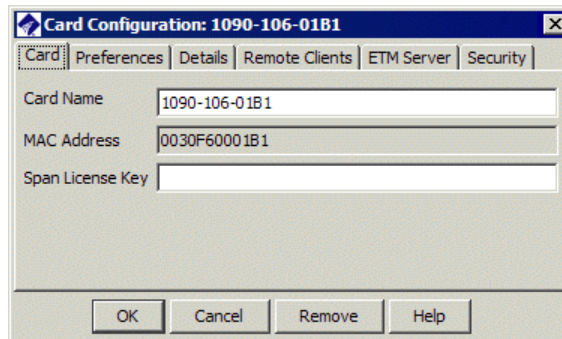 Card Configuration: 1090-106-01B1
Card Preferences Details Remote Clients ETM Server Security
Card Name 1090-106-01B1
MAC Address 0030F60001B1
Span License Key
OK Cancel Remove Help